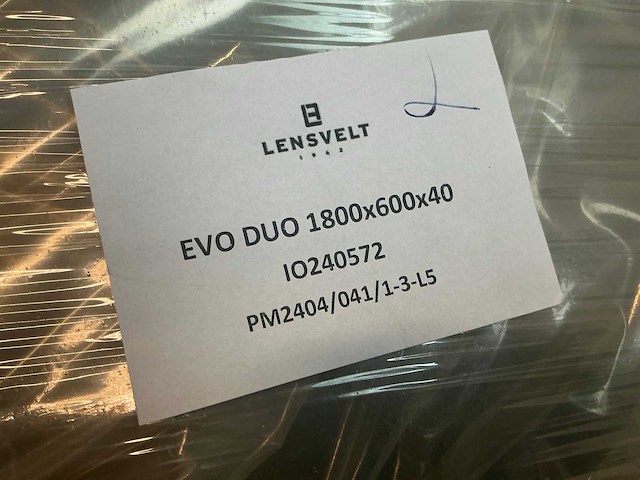 LENSVELT
1962
EVO DUO 1800x600x40
IO240572
PM2404/041/1-3-L5